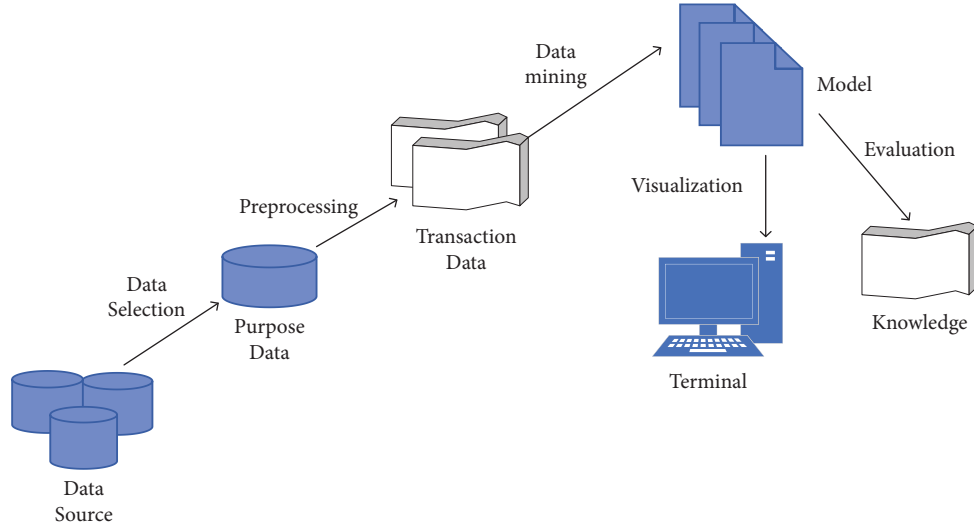 Data
mining
Model
Evaluation
Visualization
Preprocessing
Transaction
Data
Data
Selection
Purpose
Data
Knowledge
Terminal
Data
Source